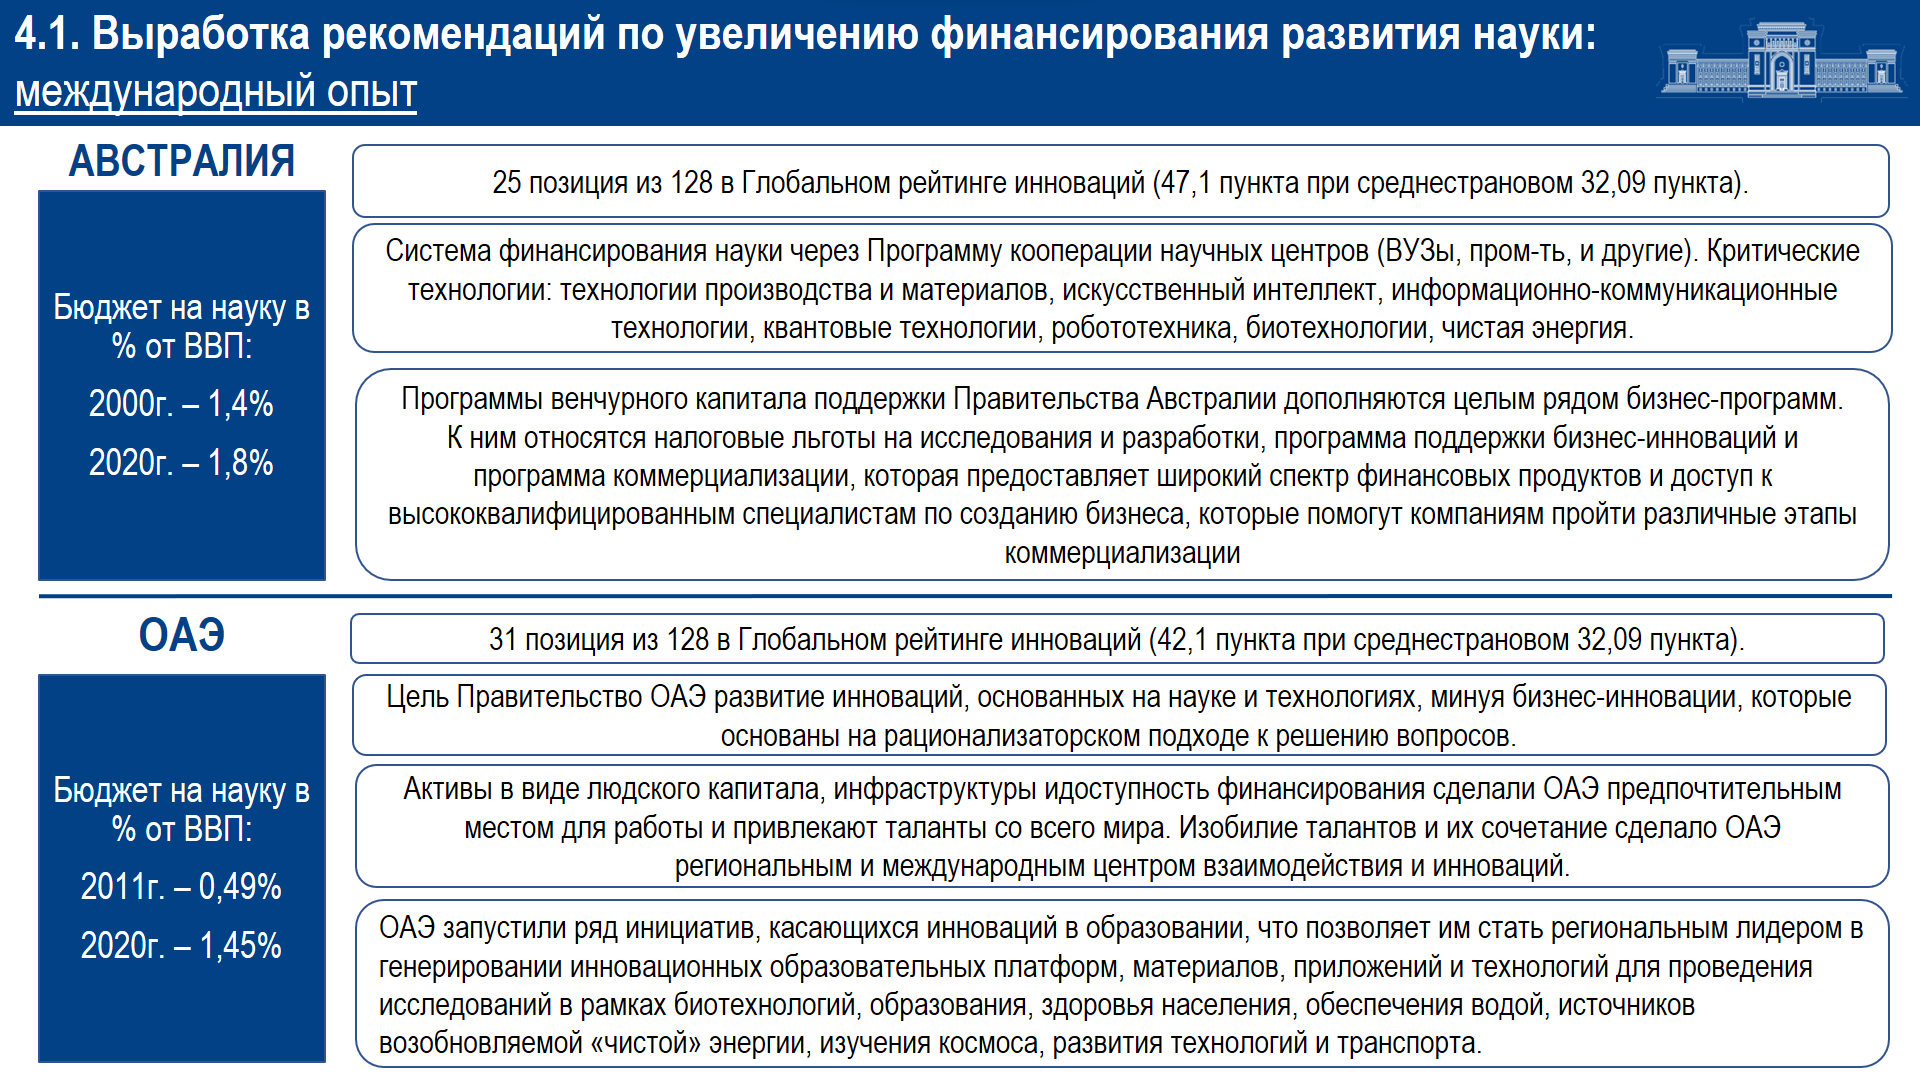 4.1. Выработка рекомендаций по увеличению финансирования развития науки:
международный опыт
АВСТРАЛИЯ
Бюджет на науку в
% от ВВП:
2000г. – 1,4%
2020г. – 1,8%
25 позиция из 128 в Глобальном рейтинге инноваций (47,1 пункта при среднестрановом 32,09 пункта).
Система финансирования науки через Программу кооперации научных центров (ВУЗы, пром-ть, и другие). Критические
технологии: технологии производства и материалов, искусственный интеллект, информационно-коммуникационные
технологии, квантовые технологии, робототехника, биотехнологии, чистая энергия.
Программы венчурного капитала поддержки Правительства Австралии дополняются целым рядом бизнес-программ.
К ним относятся налоговые льготы на исследования и разработки, программа поддержки бизнес-инноваций и
программа коммерциализации, которая предоставляет широкий спектр финансовых продуктов и доступ к
высококвалифицированным специалистам по созданию бизнеса, которые помогут компаниям пройти различные этапы
коммерциализации
ОАЭ
Бюджет на науку в
% от ВВП:
2011г. – 0,49%
2020г. – 1,45%
31 позиция из 128 в Глобальном рейтинге инноваций (42,1 пункта при среднестрановом 32,09 пункта).
Цель Правительство ОАЭ развитие инноваций, основанных на науке и технологиях, минуя бизнес-инновации, которые
основаны на рационализаторском подходе к решению вопросов.
Активы в виде людского капитала, инфраструктуры идоступность финансирования сделали ОАЭ предпочтительным
местом для работы и привлекают таланты со всего мира. Изобилие талантов и их сочетание сделало ОАЭ
региональным и международным центром взаимодействия и инноваций.
ОАЭ запустили ряд инициатив, касающихся инноваций в образовании, что позволяет им стать региональным лидером в
генерировании инновационных образовательных платформ, материалов, приложений и технологий для проведения
исследований в рамках биотехнологий, образования, здоровья населения, обеспечения водой, источников
возобновляемой «чистой» энергии, изучения космоса, развития технологий и транспорта.